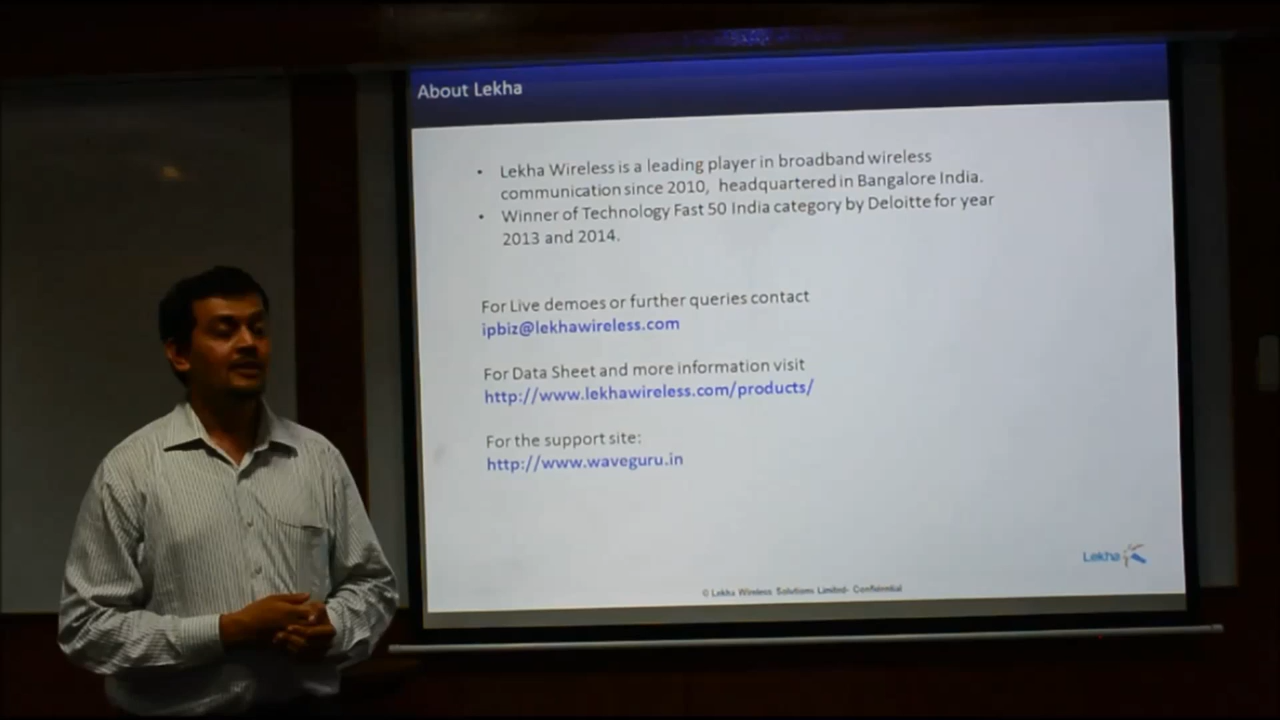 About Lekha
• Lekha Wireless is a leading player in broadband wireless
communication since 2010, headquartered in Bangalore India.
• Winner of Technology Fast 50 India category by Deloitte for year
2013 and 2014.
For Live demoes or further queries contact
ipbiz@lekhawireless.com
For Data Sheet and more information visit
http://www.lekhawireless.com/products/
For the support site:
http://www.waveguru.in
Lekha
© Lekha Wireless Solutions Limited- Confidential